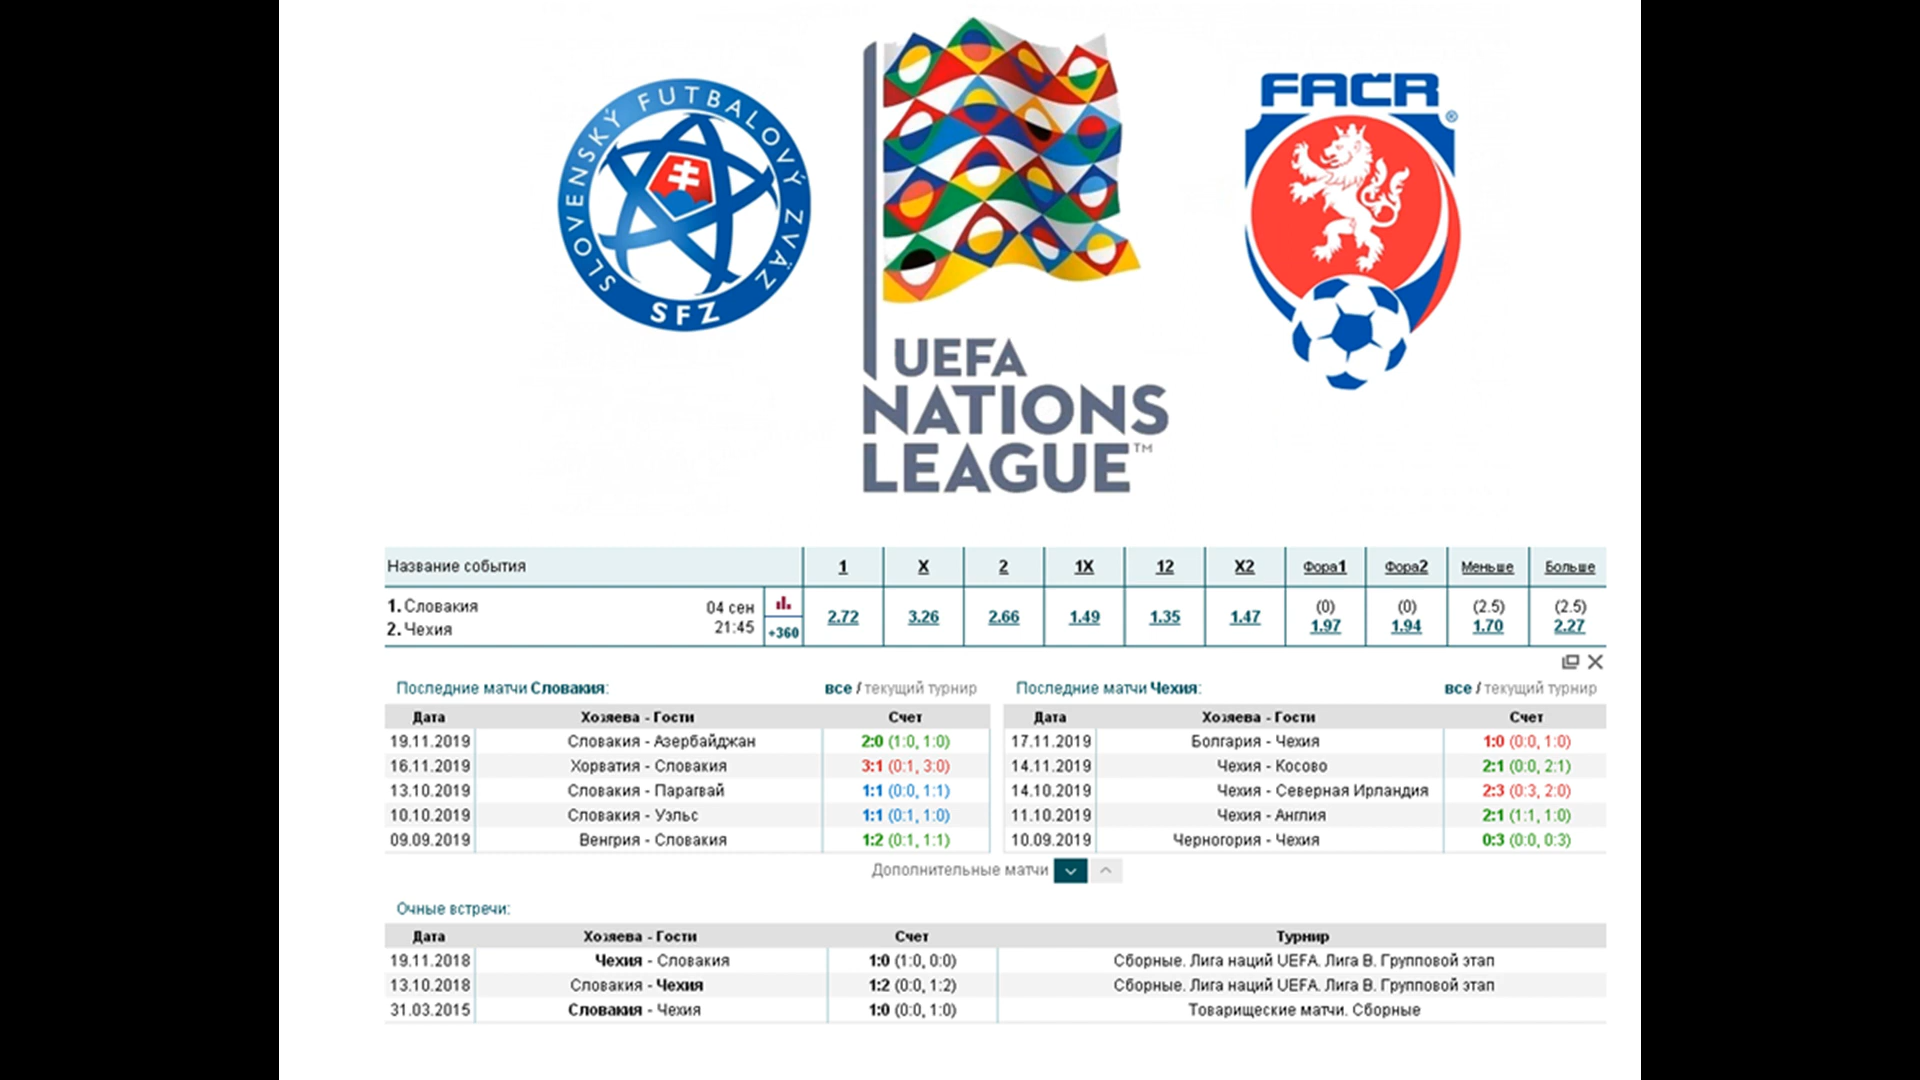 SLOVENSKÝ FUTBALOVÝ ZVÄZ
SFZ
UEFA
NATIONS
LEAGUE™
FAČR
®
Название события 1 X 2 1X 12 X2 Фора1 Фора2 Меньше Больше
1. Словакия 04 сен (0) (0) (2.5) (2.5)
2. Чехия 21:45 +360 2.72 3.26 2.66 1.49 1.35 1.47 1.97 1.94 1.70 2.27
Последние матчи Словакия: все / текущий турнир
Дата Хозяева - Гости Счет
19.11.2019 Словакия - Азербайджан 2:0 (1:0, 1:0)
16.11.2019 Хорватия - Словакия 3:1 (0:1, 3:0)
13.10.2019 Словакия - Парагвай 1:1 (0:0, 1:1)
10.10.2019 Словакия - Уэльс 1:1 (0:1, 1:0)
09.09.2019 Венгрия - Словакия 1:2 (0:1, 1:1)
Последние матчи Чехия: все / текущий турнир
Дата Хозяева - Гости Счет
17.11.2019 Болгария - Чехия 1:0 (0:0, 1:0)
14.11.2019 Чехия - Косово 2:1 (0:0, 2:1)
14.10.2019 Чехия - Северная Ирландия 2:3 (0:3, 2:0)
11.10.2019 Чехия - Англия 2:1 (1:1, 1:0)
10.09.2019 Черногория - Чехия 0:3 (0:0, 0:3)
Дополнительные матчи
Очные встречи:
Дата Хозяева - Гости Счет Турнир
19.11.2018 Чехия - Словакия 1:0 (1:0, 0:0) Сборные. Лига наций UEFA. Лига B. Групповой этап
13.10.2018 Словакия - Чехия 1:2 (0:0, 1:2) Сборные. Лига наций UEFA. Лига B. Групповой этап
31.03.2015 Словакия - Чехия 1:0 (0:0, 1:0) Товарищеские матчи. Сборные